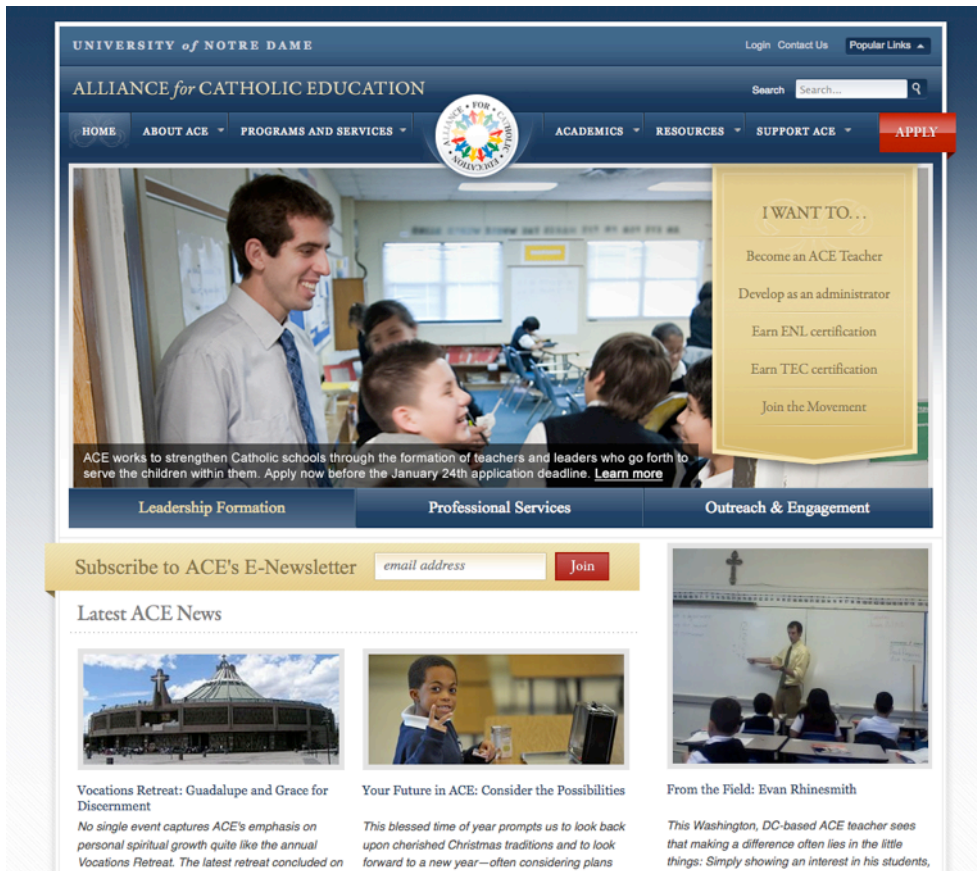 UNIVERSITY of NOTRE DAME
Login Contact Us Popular Links
ALLIANCE for CATHOLIC EDUCATION
Search Search...
HOME ABOUT ACE PROGRAMS AND SERVICES ACADEMICS RESOURCES SUPPORT ACE APPLY
ALLIANCE • FOR • CATHOLIC • EDUCATION •
I WANT TO...
Become an ACE Teacher
Develop as an administrator
Earn ENL certification
Earn TEC certification
Join the Movement
ACE works to strengthen Catholic schools through the formation of teachers and leaders who go forth to
serve the children within them. Apply now before the January 24th application deadline. Learn more
Leadership Formation Professional Services Outreach & Engagement
Subscribe to ACE's E-Newsletter email address Join
Latest ACE News
Vocations Retreat: Guadalupe and Grace for
Discernment
No single event captures ACE's emphasis on
personal spiritual growth quite like the annual
Vocations Retreat. The latest retreat concluded on
Your Future in ACE: Consider the Possibilities
This blessed time of year prompts us to look back
upon cherished Christmas traditions and to look
forward to a new year—often considering plans
From the Field: Evan Rhinesmith
This Washington, DC-based ACE teacher sees
that making a difference often lies in the little
things: Simply showing an interest in his students,